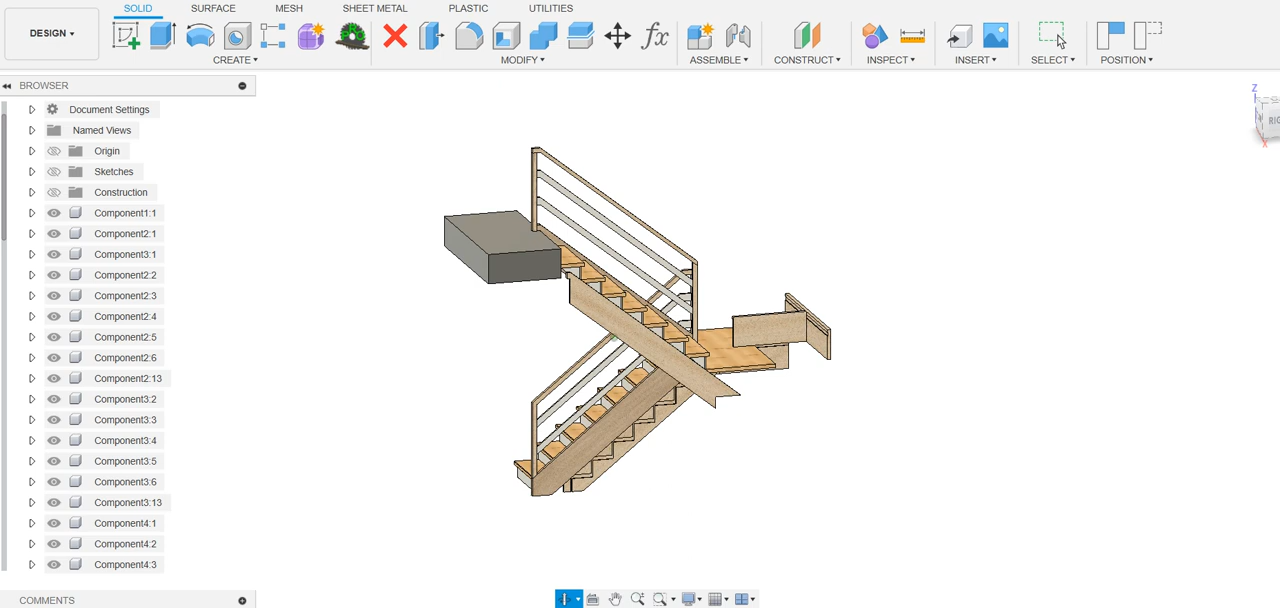 SOLID SURFACE MESH SHEET METAL PLASTIC UTILITIES
DESIGN
CREATE MODIFY ASSEMBLE CONSTRUCT INSPECT INSERT SELECT POSITION
BROWSER
Document Settings
Named Views
Origin
Sketches
Construction
Component1:1
Component2:1
Component3:1
Component2:2
Component2:3
Component2:4
Component2:5
Component2:6
Component2:13
Component3:2
Component3:3
Component3:4
Component3:5
Component3:6
Component3:13
Component4:1
Component4:2
Component4:3
COMMENTS
fx
Z
RIG
X